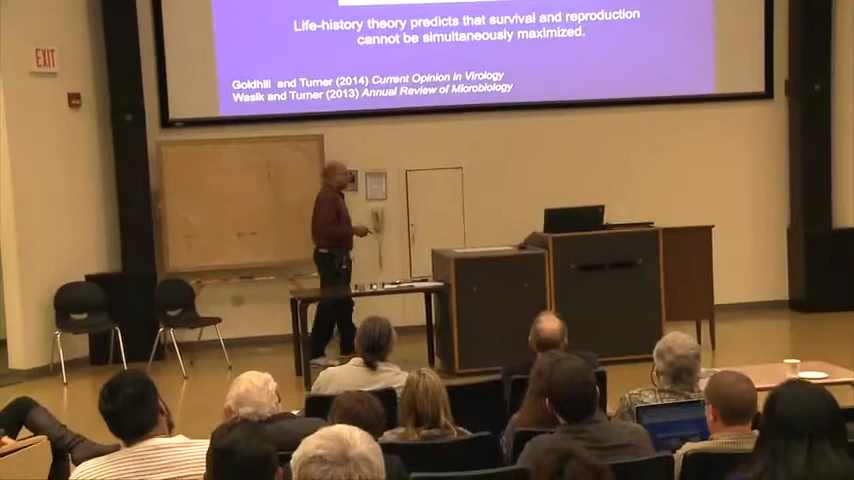 Life-history theory predicts that survival and reproduction
cannot be simultaneously maximized.
EXIT
Goldhill and Turner (2014) Current Opinion in Virology
Wasik and Turner (2013) Annual Review of Microbiology